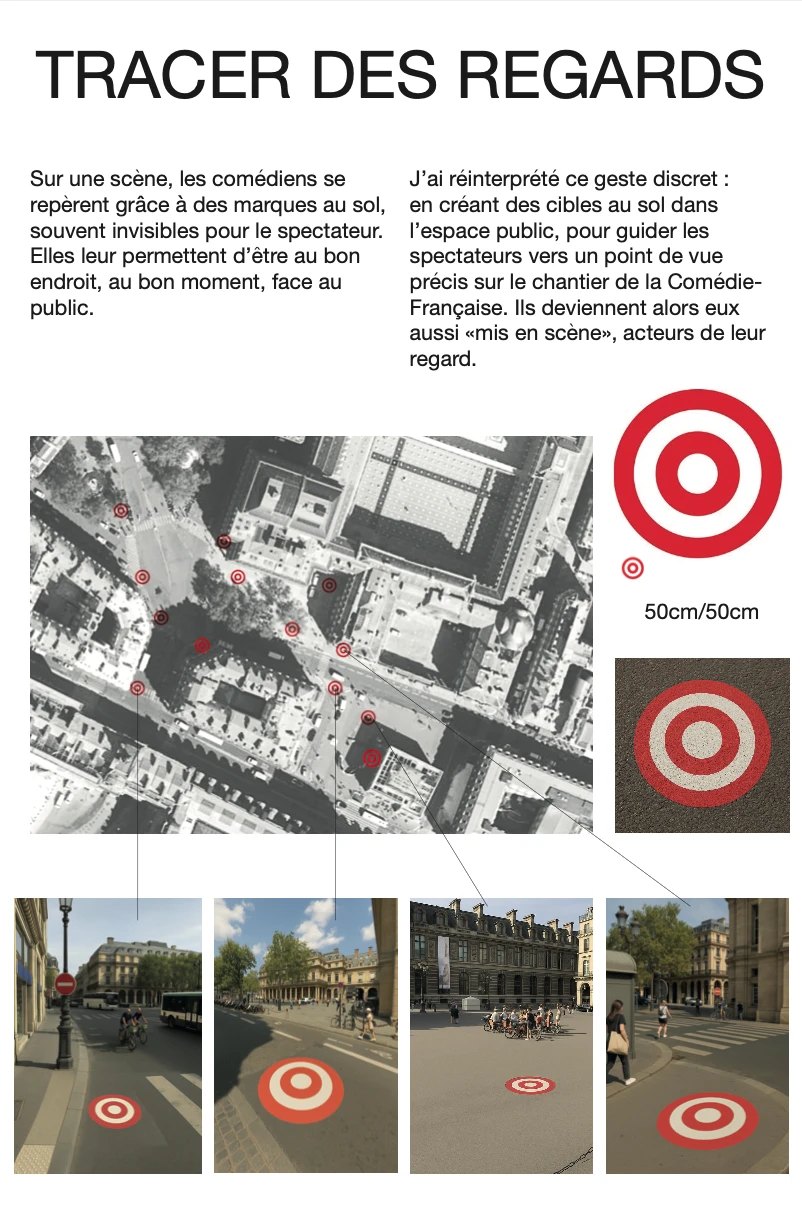 TRACER DES REGARDS
Sur une scène, les comédiens se
repèrent grâce à des marques au sol,
souvent invisibles pour le spectateur.
Elles leur permettent d’être au bon
endroit, au bon moment, face au
public.
J’ai réinterprété ce geste discret :
en créant des cibles au sol dans
l’espace public, pour guider les
spectateurs vers un point de vue
précis sur le chantier de la Comédie-
Française. Ils deviennent alors eux
aussi «mis en scène», acteurs de leur
regard.
50cm/50cm